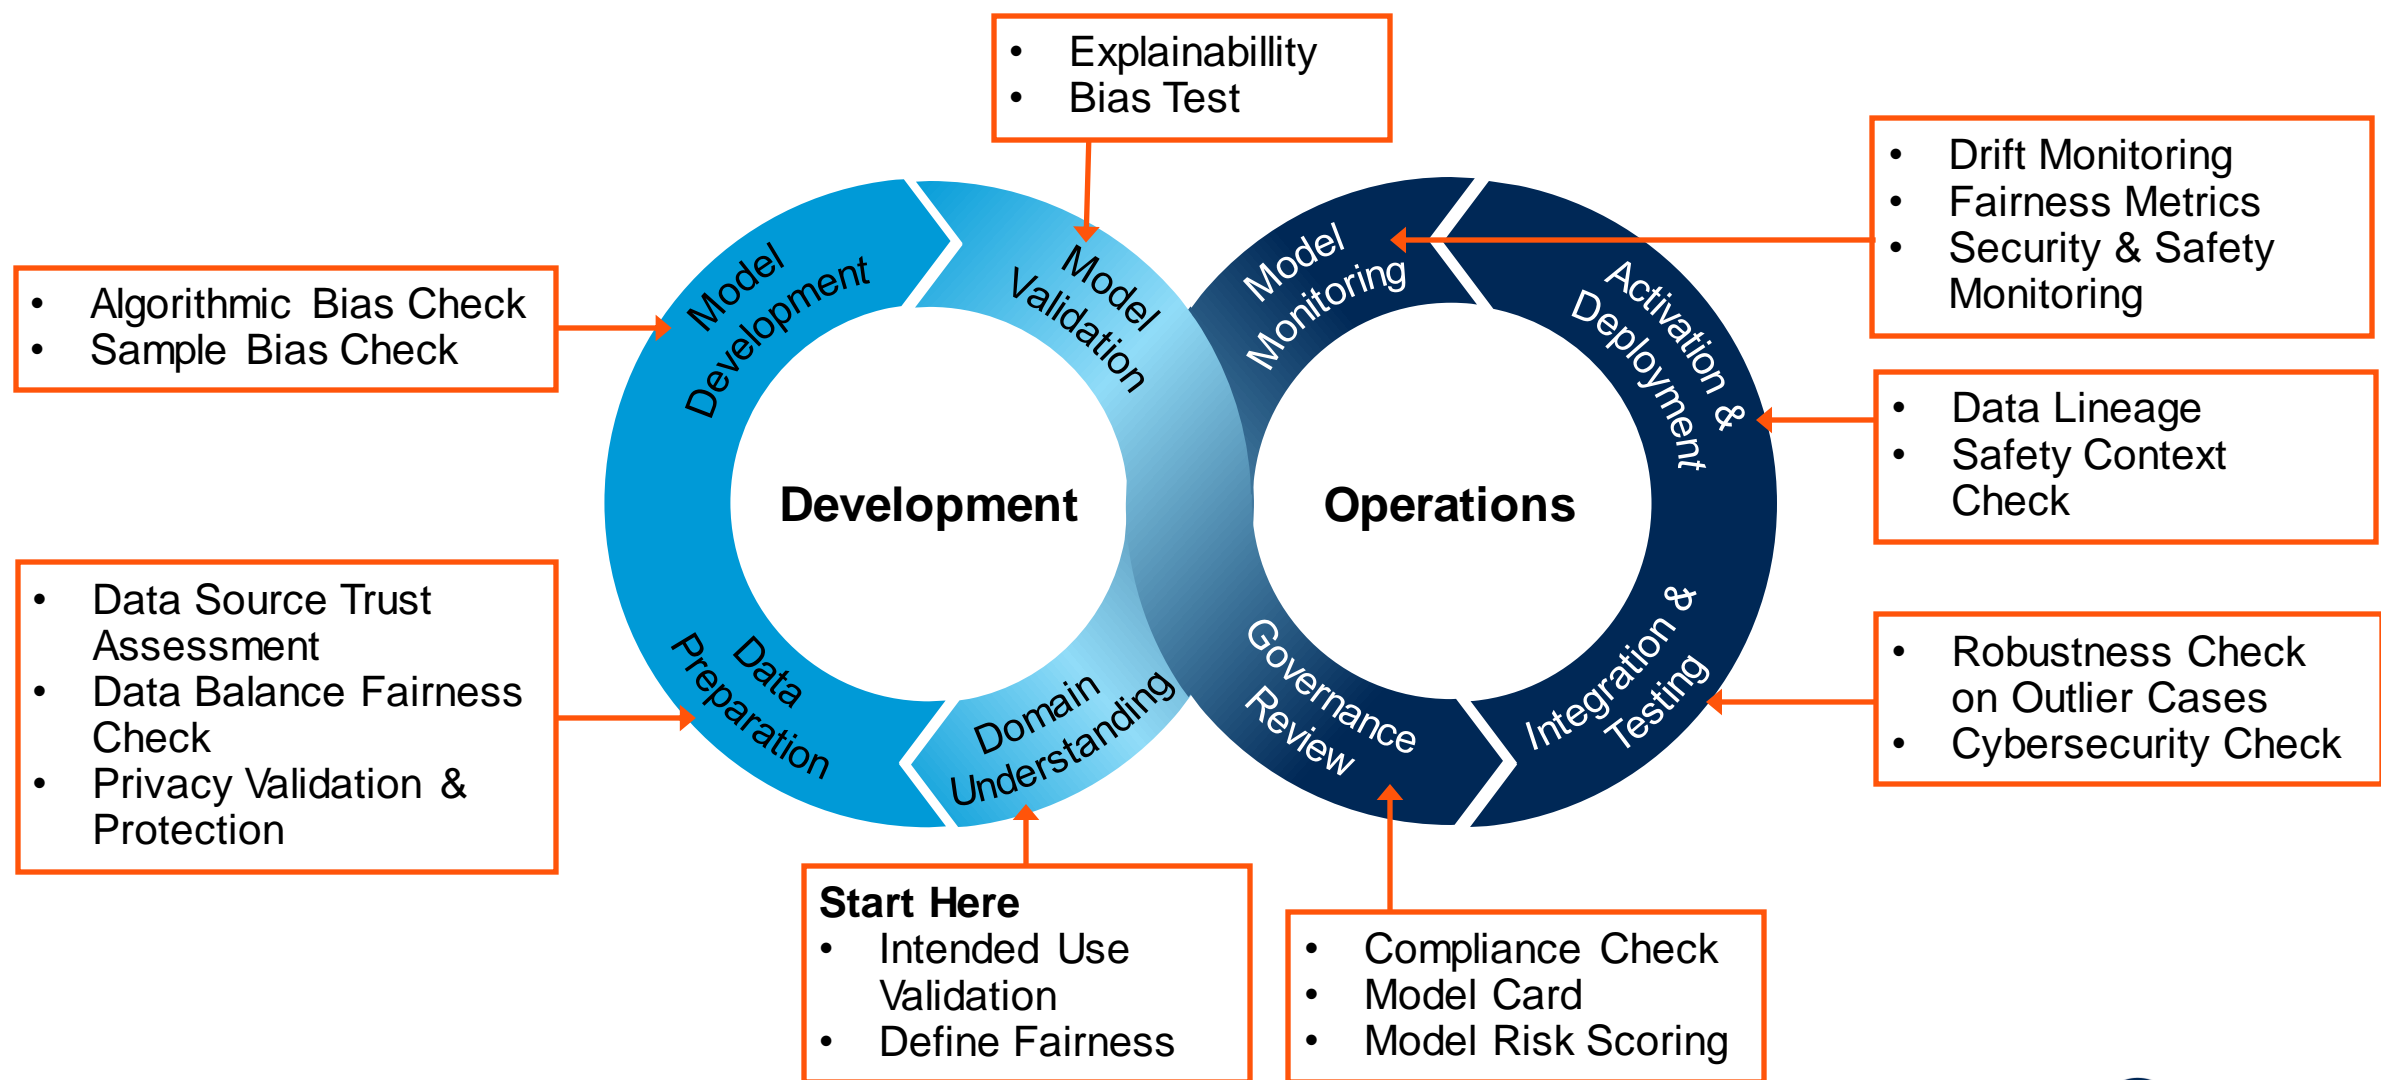 • Explainabillity
• Bias Test
• Drift Monitoring
• Fairness Metrics
• Security & Safety
Monitoring
• Algorithmic Bias Check
• Sample Bias Check
Model
Development
Model
Validation
Model
Monitoring
Activation &
Deployment
• Data Lineage
• Safety Context
Check
Development
Operations
• Data Source Trust
Assessment
• Data Balance Fairness
Check
• Privacy Validation &
Protection
Data
Preparation
Domain
Understanding
Governance
Review
Integration &
Testing
• Robustness Check
on Outlier Cases
• Cybersecurity Check
Start Here
• Intended Use
Validation
• Define Fairness
• Compliance Check
• Model Card
• Model Risk Scoring